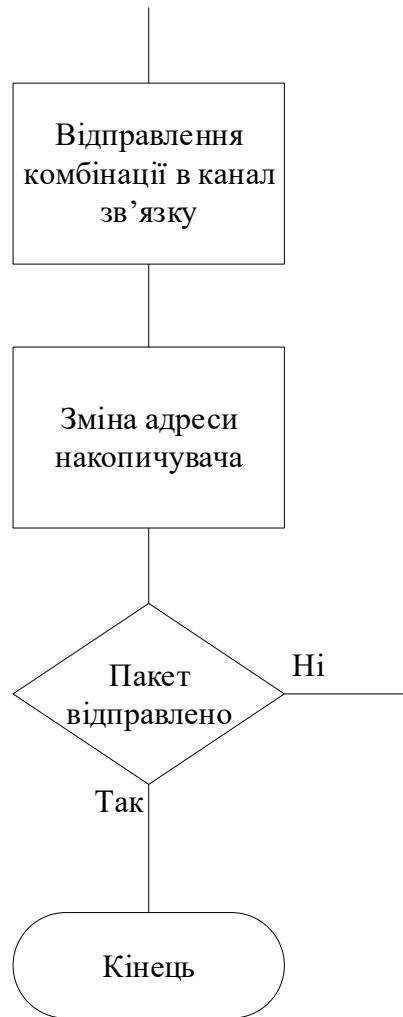 Відправлення
комбінації в канал
зв’язку
Зміна адреси
накопичувача
Пакет
відправлено
Ні
Так
Кінець